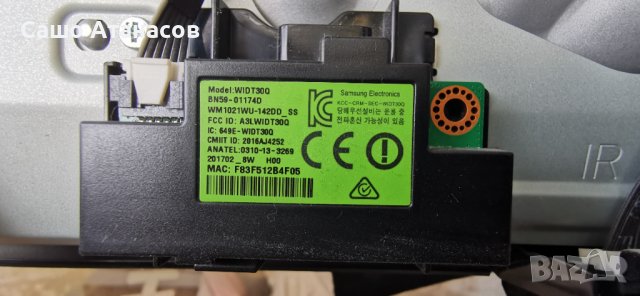 Сашо Атарасов
Model:WIDT30Q
BN59-01174D
WM1021WU-142DD_SS
FCC ID: A3LWIDT30Q
IC: 649E-WIDT30Q
CMIIT ID: 2016AJ4252
ANATEL:0310-13-3269
201702_8W H00
MAC: F83F512B4F05
Samsung Electronics
KCC-CRM-SEC-WIDT30Q
당해무선설비는 운용 중
전파혼신 가능성이 있음
IR
BAZAR